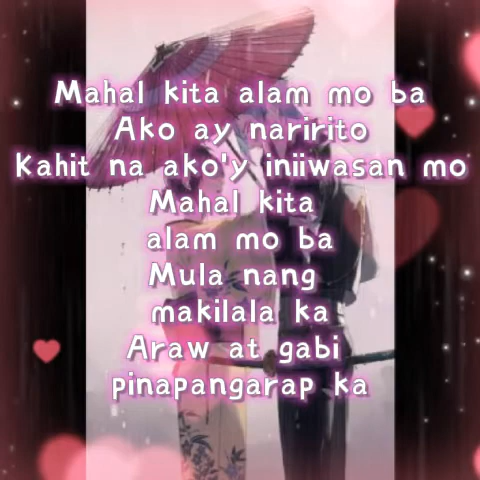 Mahal kita alam mo ba
Ako ay naririto
Kahit na ako'y iniiwasan mo
Mahal kita
alam mo ba
Mula nang
makilala ka
Araw at gabi
pinapangarap ka